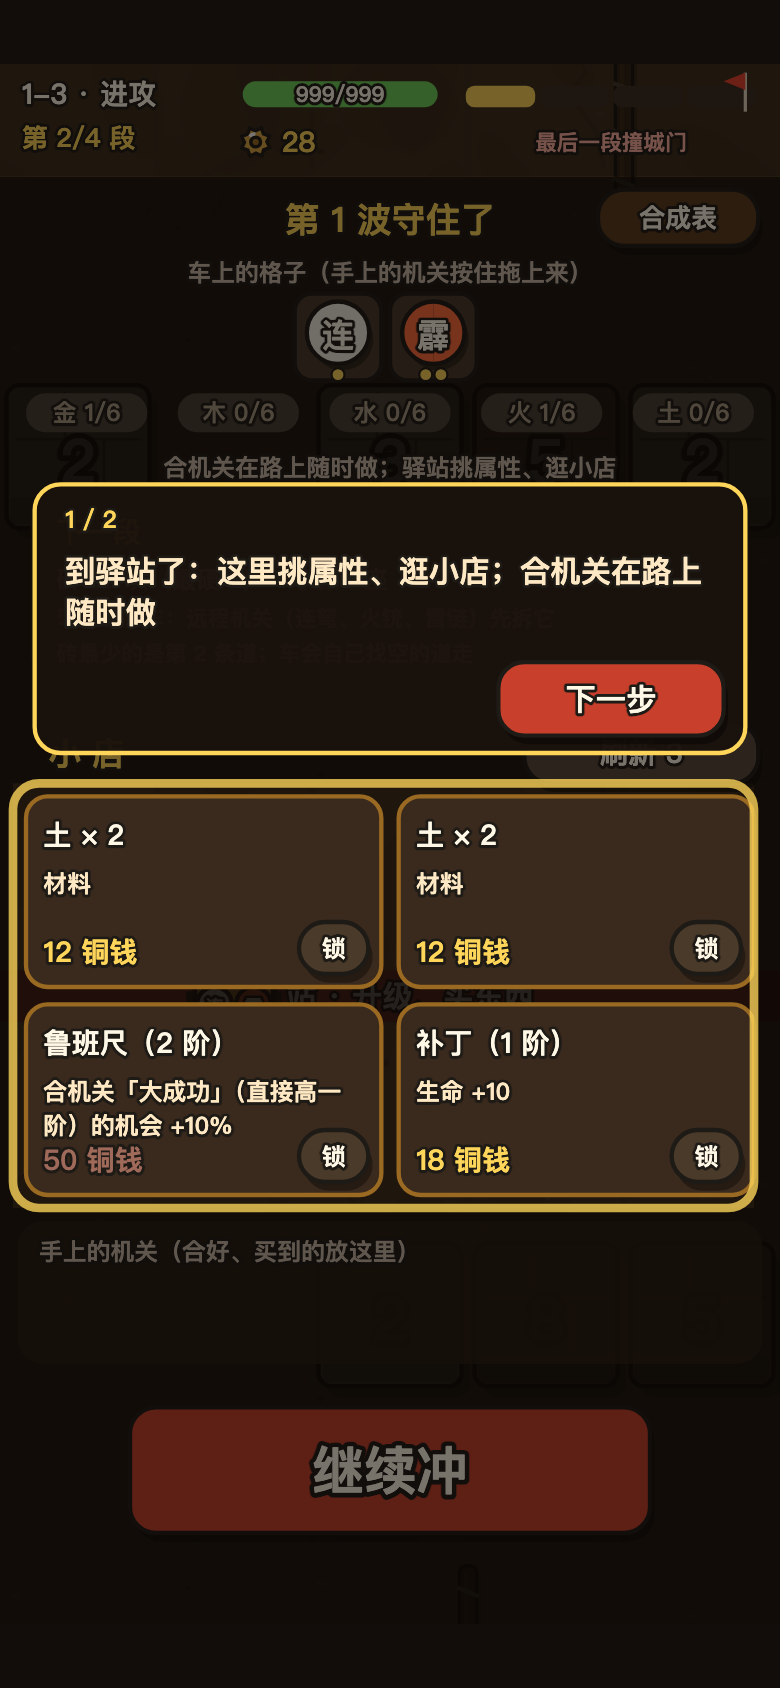 1-3 · 进攻
999/999
第 2/4 段
28
最后一段撞城门
第 1 波守住了
合成表
车上的格子（手上的机关按住拖上来）
连
霹
金 1/6
木 0/6
水 0/6
火 1/6
土 0/6
2
2
合机关在路上随时做；驿站挑属性、逛小店
1 / 2
到驿站了：这里挑属性、逛小店；合机关在路上
随时做
下一步
小店
刷新 5
土 × 2
材料
12 铜钱
锁
土 × 2
材料
12 铜钱
锁
鲁班尺（2 阶）
合机关「大成功」（直接高一
阶）的机会 +10%
50 铜钱
锁
补丁（1 阶）
生命 +10
18 铜钱
锁
手上的机关（合好、买到的放这里）
继续冲